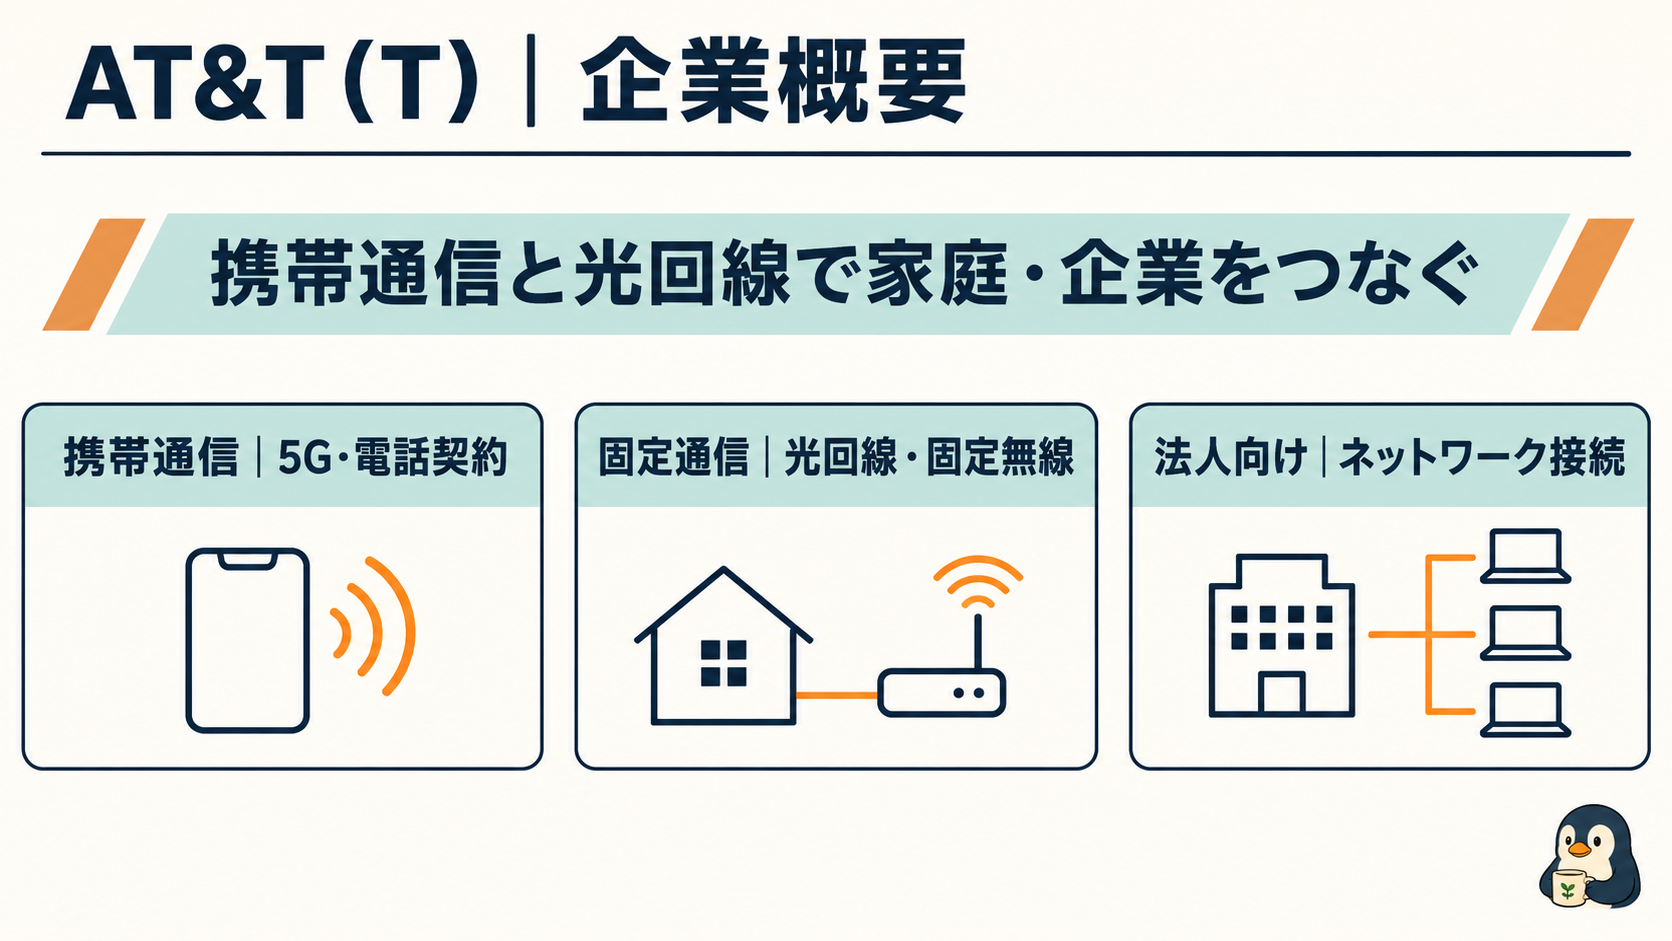 AT&T(T)｜企業概要
携帯通信と光回線で家庭・企業をつなぐ
携帯通信｜5G・電話契約
固定通信｜光回線・固定無線
法人向け｜ネットワーク接続